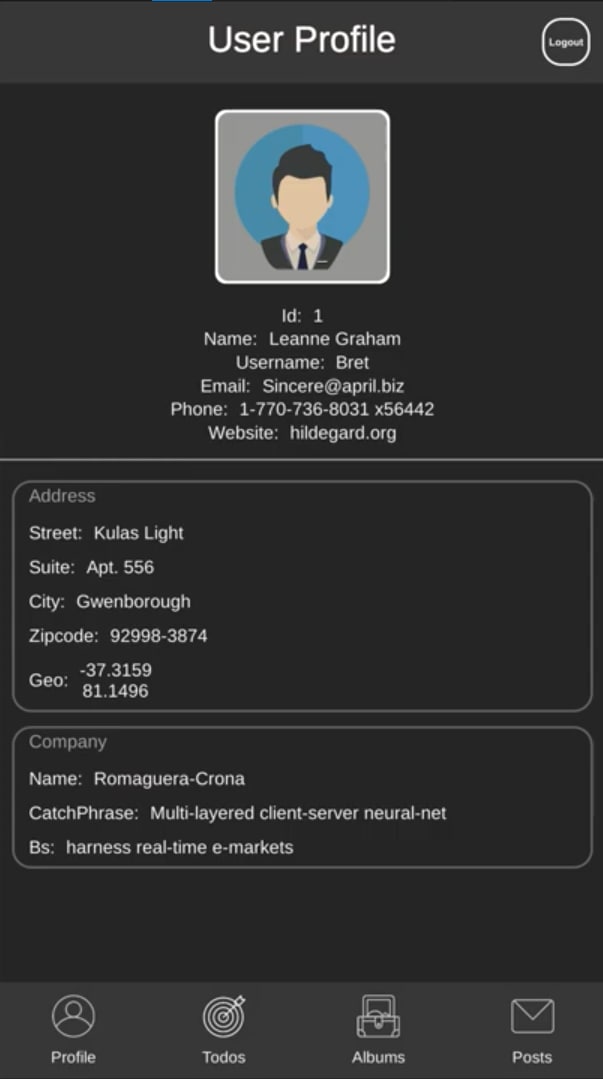 User Profile
Logout
Id: 1
Name: Leanne Graham
Username: Bret
Email: Sincere@april.biz
Phone: 1-770-736-8031 x56442
Website: hildegard.org
Address
Street: Kulas Light
Suite: Apt. 556
City: Gwenborough
Zipcode: 92998-3874
Geo: -37.3159
81.1496
Company
Name: Romaguera-Crona
CatchPhrase: Multi-layered client-server neural-net
Bs: harness real-time e-markets
Profile Todos Albums Posts